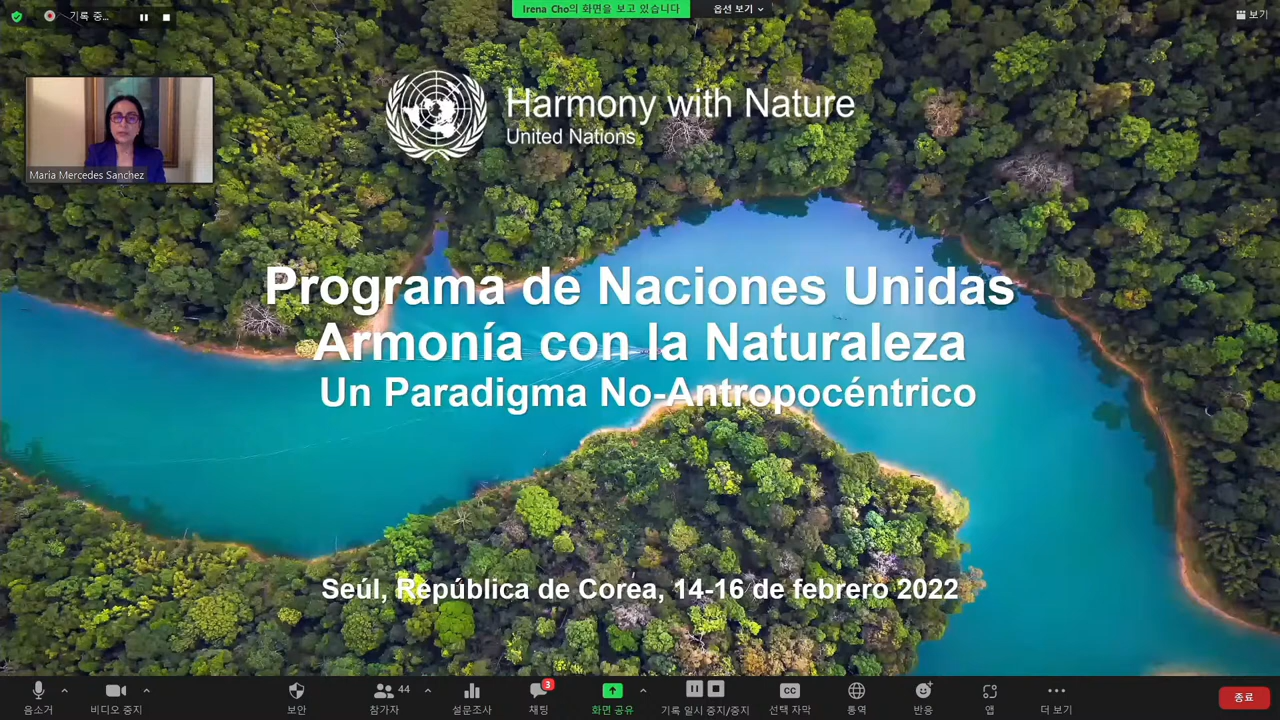 기록 중...
Irena Cho의 화면을 보고 있습니다
옵션 보기
보기
Maria Mercedes Sanchez
Harmony with Nature
United Nations
Programa de Naciones Unidas
Armonía con la Naturaleza
Un Paradigma No-Antropocéntrico
Seúl, República de Corea, 14-16 de febrero 2022
음소거
비디오 중지
보안
44
참가자
설문조사
3
채팅
화면 공유
기록 일시 중지/중지
CC
선택 자막
통역
반응
앱
더 보기
종료